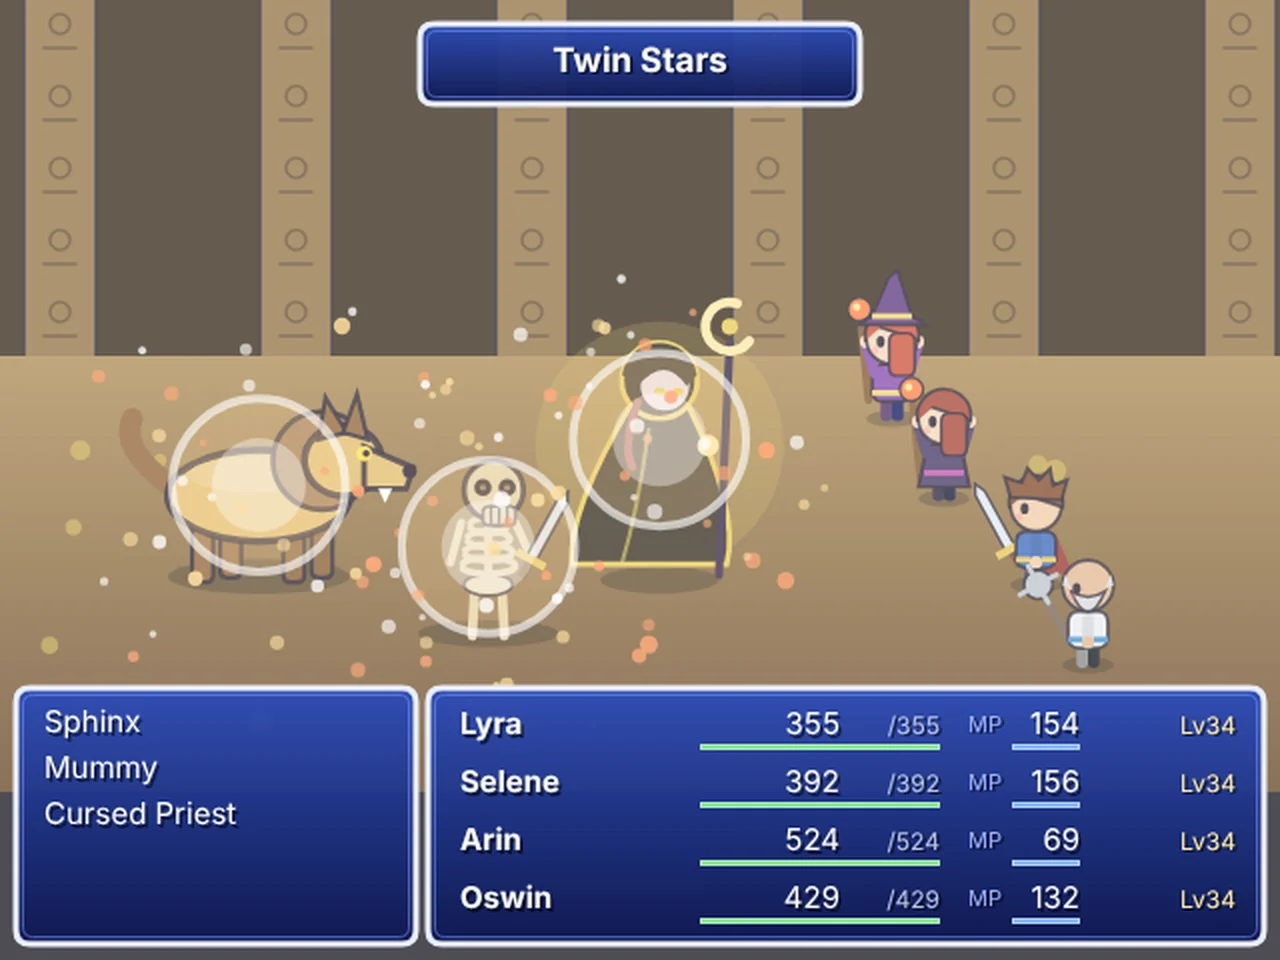 Twin Stars
Sphinx
Mummy
Cursed Priest
Lyra 355 /355 MP 154 Lv34
Selene 392 /392 MP 156 Lv34
Arin 524 /524 MP 69 Lv34
Oswin 429 /429 MP 132 Lv34